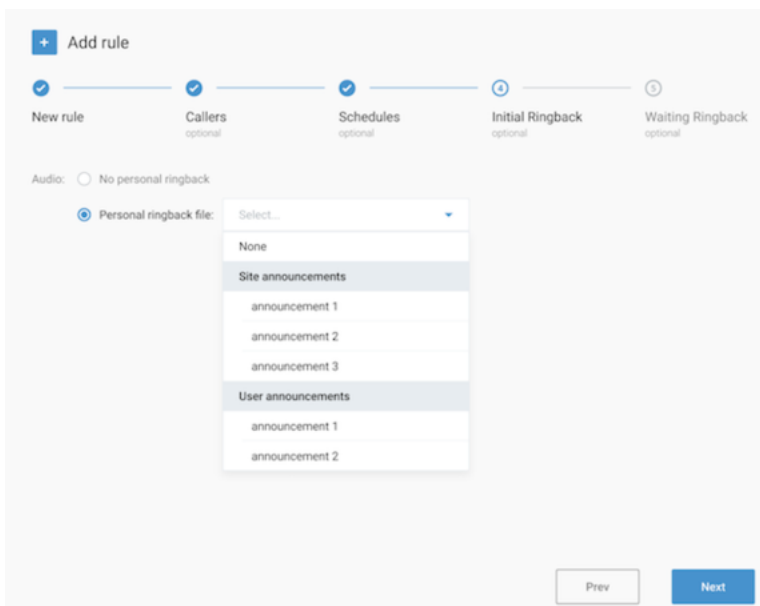 + Add rule
New rule Callers Schedules 4 Initial Ringback 5 Waiting Ringback
optional optional optional optional
Audio: No personal ringback
Personal ringback file: Select...
None
Site announcements
announcement 1
announcement 2
announcement 3
User announcements
announcement 1
announcement 2
Prev Next